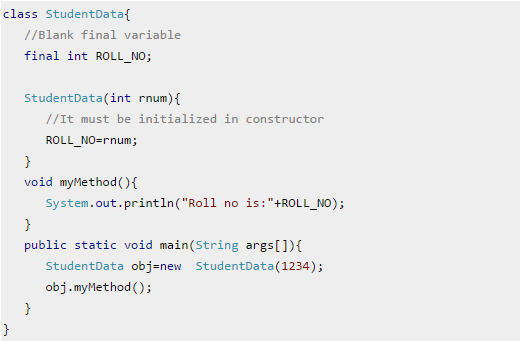 class StudentData{
//Blank final variable
final int ROLL_NO;
StudentData(int rnum){
//It must be initialized in constructor
ROLL_NO=rnum;
}
void myMethod(){
System.out.println("Roll no is:"+ROLL_NO);
}
public static void main(String args[]){
StudentData obj=new  StudentData(1234);
obj.myMethod();
}
}